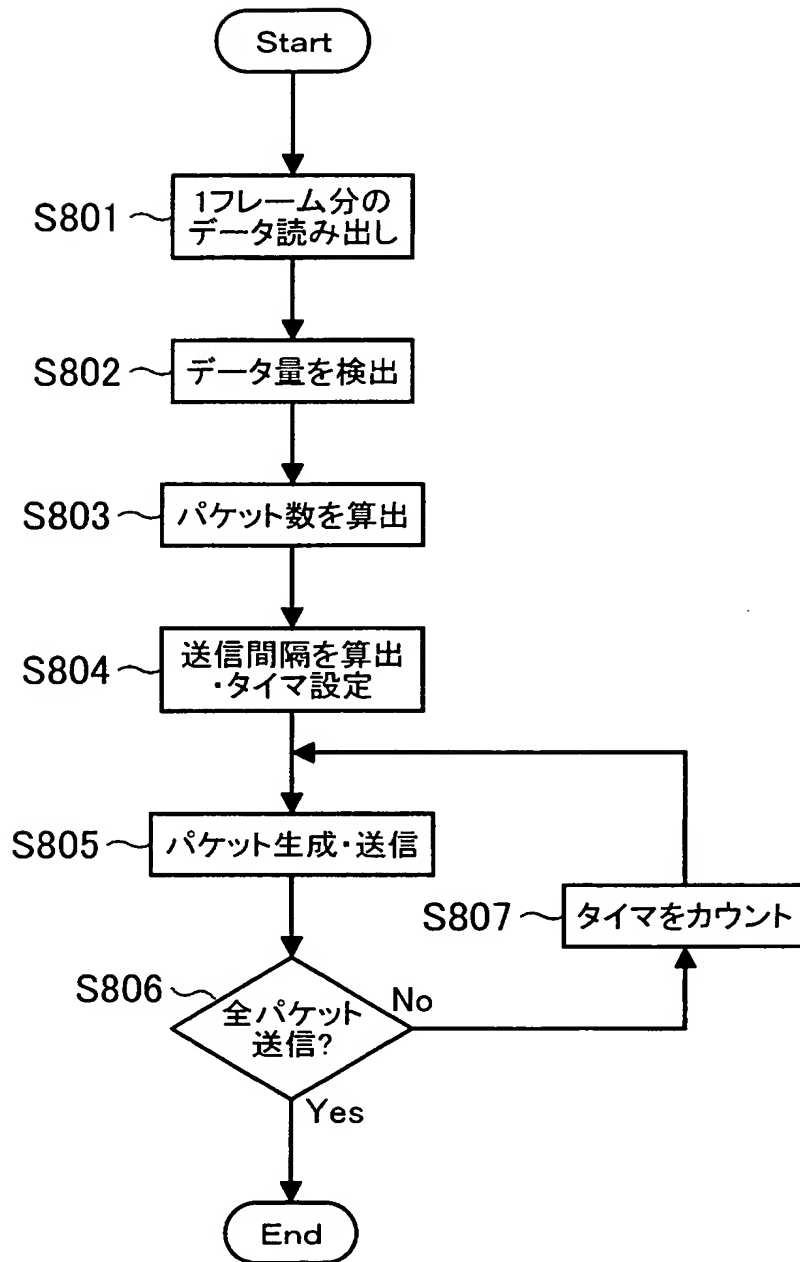 Start
S801
1フレーム分の
データ読み出し
S802
データ量を検出
S803
パケット数を算出
S804
送信間隔を算出
・タイマ設定
S805
パケット生成・送信
S807
タイマをカウント
S806
全パケット
送信?
No
Yes
End